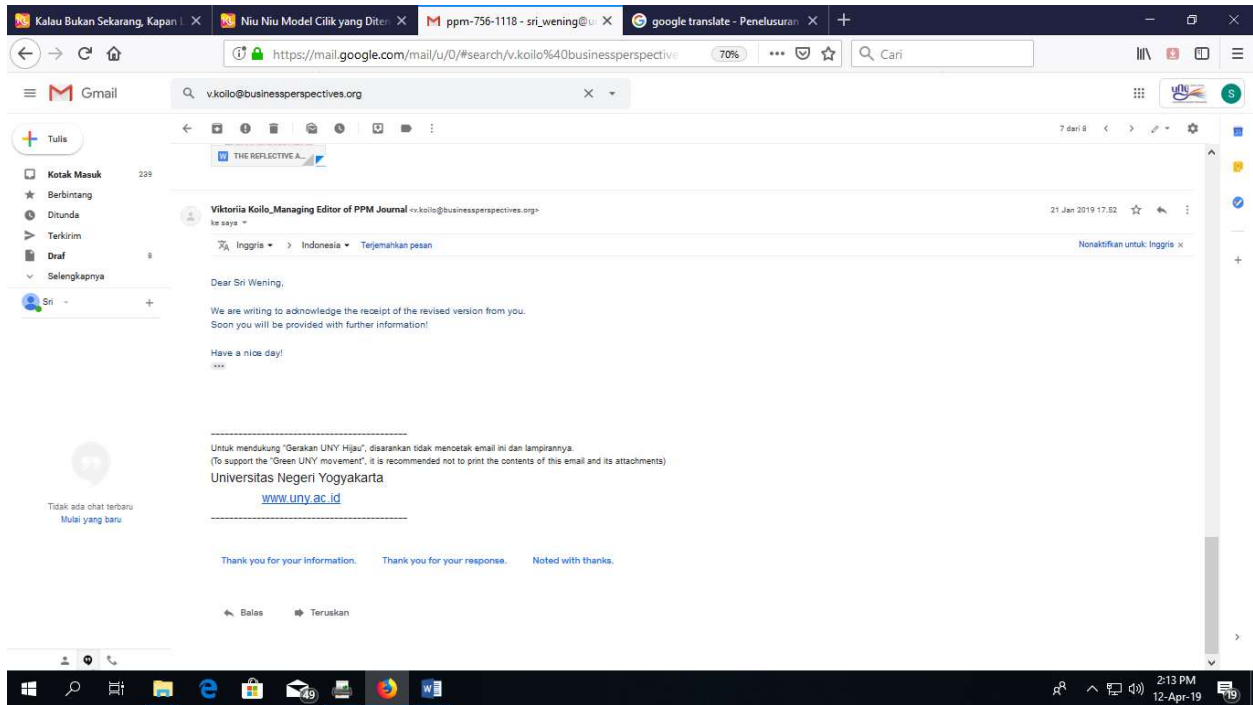 Kalau Bukan Sekarang, Kapan L
Niu Niu Model Cilik yang Diter
ppm-756-1118 - sri_wening@u
google translate - Penelusuran
https://mail.google.com/mail/u/0/#search/v.koilo%40businessperspective
70%
Cari
Gmail
v.koilo@businessperspectives.org
S
Tulis
7 dari 8
W THE REFLECTIVE A...
Kotak Masuk 239
Berbintang
Ditunda
Terkirim
Draf 8
Selengkapnya
Sri
Viktoriia Koilo_Managing Editor of PPM Journal <v.koilo@businessperspectives.org>
21 Jan 2019 17.52
ke saya
Inggris > Indonesia Terjemahkan pesan
Nonaktifkan untuk: Inggris
Dear Sri Wening,
We are writing to acknowledge the receipt of the revised version from you.
Soon you will be provided with further information!
Have a nice day!
Untuk mendukung "Gerakan UNY Hijau", disarankan tidak mencetak email ini dan lampirannya.
(To support the "Green UNY movement", it is recommended not to print the contents of this email and its attachments)
Universitas Negeri Yogyakarta
www.uny.ac.id
Tidak ada chat terbaru
Mulai yang baru
Thank you for your information. Thank you for your response. Noted with thanks.
Balas Teruskan
49
2:13 PM
12-Apr-19
19